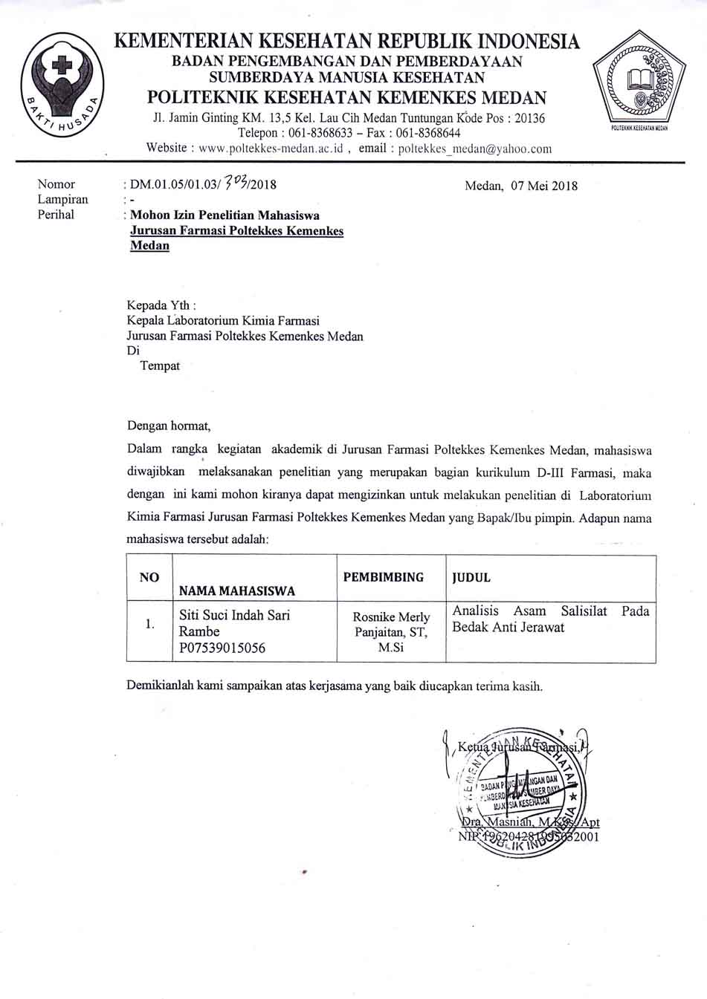 KEMENTERIAN KESEHATAN REPUBLIK INDONESIA
BADAN PENGEMBANGAN DAN PEMBERDAYAAN
SUMBERDAYA MANUSIA KESEHATAN
POLITEKNIK KESEHATAN KEMENKES MEDAN
Jl. Jamin Ginting KM. 13,5 Kel. Lau Cih Medan Tuntungan Kode Pos : 20136
Telepon : 061-8368633 – Fax : 061-8368644
Website : www.poltekkes-medan.ac.id , email : poltekkes_medan@yahoo.com
BAKTI HUSADA
POLITEKNIK KESEHATAN MEDAN
Nomor : DM.01.05/01.03/ 303/2018 Medan, 07 Mei 2018
Lampiran : -
Perihal : Mohon Izin Penelitian Mahasiswa
Jurusan Farmasi Poltekkes Kemenkes
Medan
Kepada Yth :
Kepala Laboratorium Kimia Farmasi
Jurusan Farmasi Poltekkes Kemenkes Medan
Di
Tempat
Dengan hormat,
Dalam rangka kegiatan akademik di Jurusan Farmasi Poltekkes Kemenkes Medan, mahasiswa
diwajibkan melaksanakan penelitian yang merupakan bagian kurikulum D-III Farmasi, maka
dengan ini kami mohon kiranya dapat mengizinkan untuk melakukan penelitian di Laboratorium
Kimia Farmasi Jurusan Farmasi Poltekkes Kemenkes Medan yang Bapak/Ibu pimpin. Adapun nama
mahasiswa tersebut adalah:
NO NAMA MAHASISWA PEMBIMBING JUDUL
1. Siti Suci Indah Sari Rosnike Merly Analisis Asam Salisilat Pada
Rambe Panjaitan, ST, Bedak Anti Jerawat
P07539015056 M.Si
Demikianlah kami sampaikan atas kerjasama yang baik diucapkan terima kasih.
Ketua Jurusan Farmasi,
KEMENTERIAN KESEHATAN
BADAN PENGEMBANGAN DAN
PEMBERDAYAAN SUMBER DAYA
MANUSIA KESEHATAN
REPUBLIK INDONESIA
Dra. Masniah, M.Kes, Apt
NIP.196204281995032001